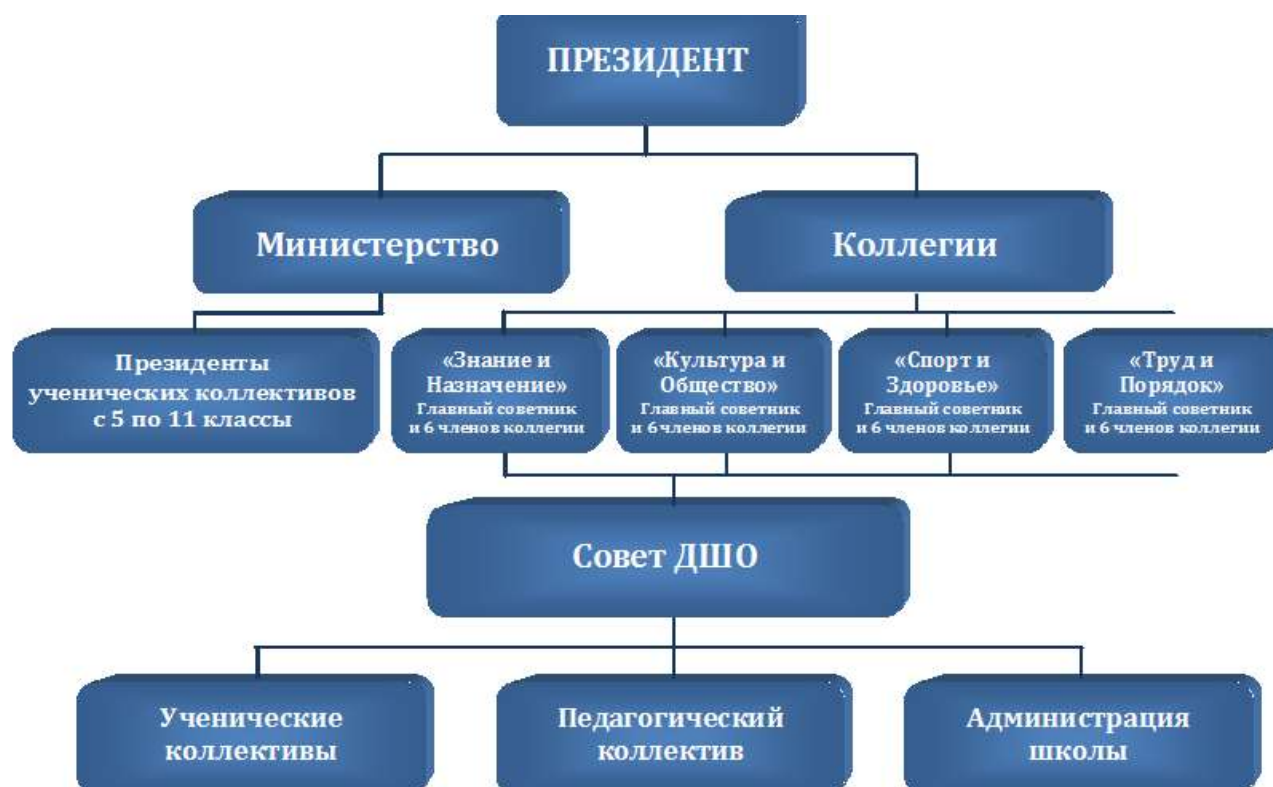 ПРЕЗИДЕНТ
Министерство
Коллегии
Президенты
ученических коллективов
с 5 по 11 классы
«Знание и
Назначение»
Главный советник
и 6 членов коллегии
«Культура и
Общество»
Главный советник
и 6 членов коллегии
«Спорт и
Здоровье»
Главный советник
и 6 членов коллегии
«Труд и
Порядок»
Главный советник
и 6 членов коллегии
Совет ДШО
Ученические
коллективы
Педагогический
коллектив
Администрация
школы